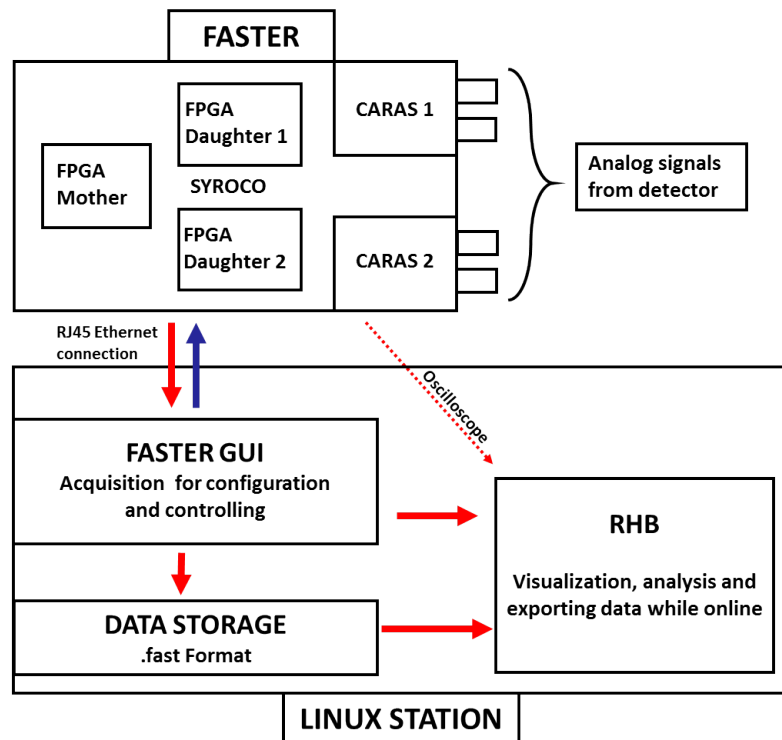 FASTER
FPGA
Mother
FPGA
Daughter 1
SYROCO
FPGA
Daughter 2
CARAS 1
CARAS 2
Analog signals
from detector
RJ45 Ethernet
connection
Oscilloscope
FASTER GUI
Acquisition for configuration
and controlling
DATA STORAGE
.fast Format
RHB
Visualization, analysis and
exporting data while online
LINUX STATION